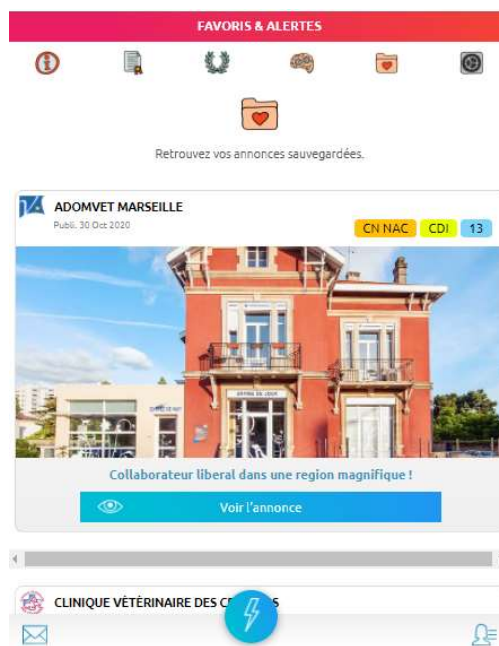 FAVORIS & ALERTES
Retrouvez vos annonces sauvegardées.
ADOMVET MARSEILLE
Publi. 30 Oct 2020
CN NAC CDI 13
Collaborateur liberal dans une region magnifique !
Voir l'annonce
CLINIQUE VÉTÉRINAIRE DES